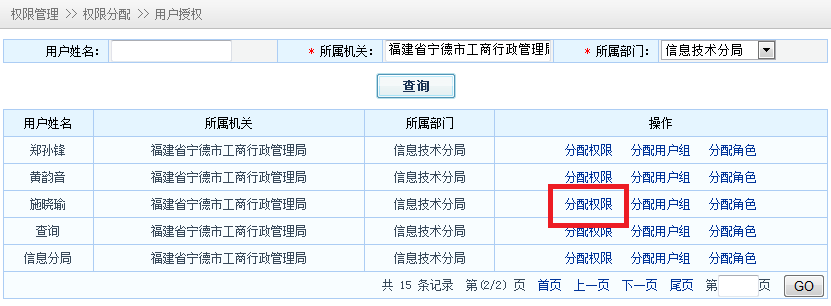 权限管理 >> 权限分配 >> 用户授权
用户姓名： * 所属机关： 福建省宁德市工商行政管理局 * 所属部门： 信息技术分局
查询
用户姓名 所属机关 所属部门 操作
郑孙锋 福建省宁德市工商行政管理局 信息技术分局 分配权限 分配用户组 分配角色
黄韵音 福建省宁德市工商行政管理局 信息技术分局 分配权限 分配用户组 分配角色
施晓瑜 福建省宁德市工商行政管理局 信息技术分局 分配权限 分配用户组 分配角色
查询 福建省宁德市工商行政管理局 信息技术分局 分配权限 分配用户组 分配角色
信息分局 福建省宁德市工商行政管理局 信息技术分局 分配权限 分配用户组 分配角色
共 15 条记录 第(2/2) 页 首页 上一页 下一页 尾页 第 页 GO